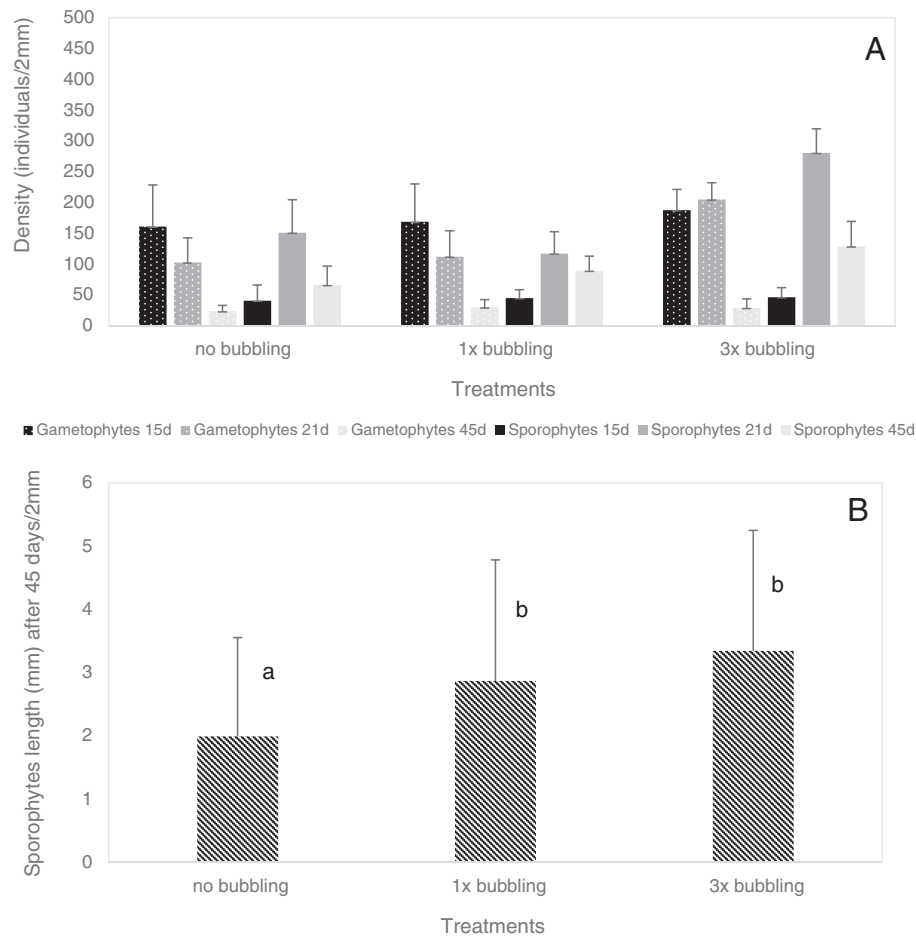 Density (individuals/2mm)
500
450
400
350
300
250
200
150
100
50
0
A
no bubbling
1x bubbling
3x bubbling
Treatments
Gametophytes 15d Gametophytes 21d Gametophytes 45d Sporophytes 15d Sporophytes 21d Sporophytes 45d
Sporophytes length (mm) after 45 days/2mm
6
5
4
3
2
1
0
B
a
b
b
no bubbling
1x bubbling
3x bubbling
Treatments